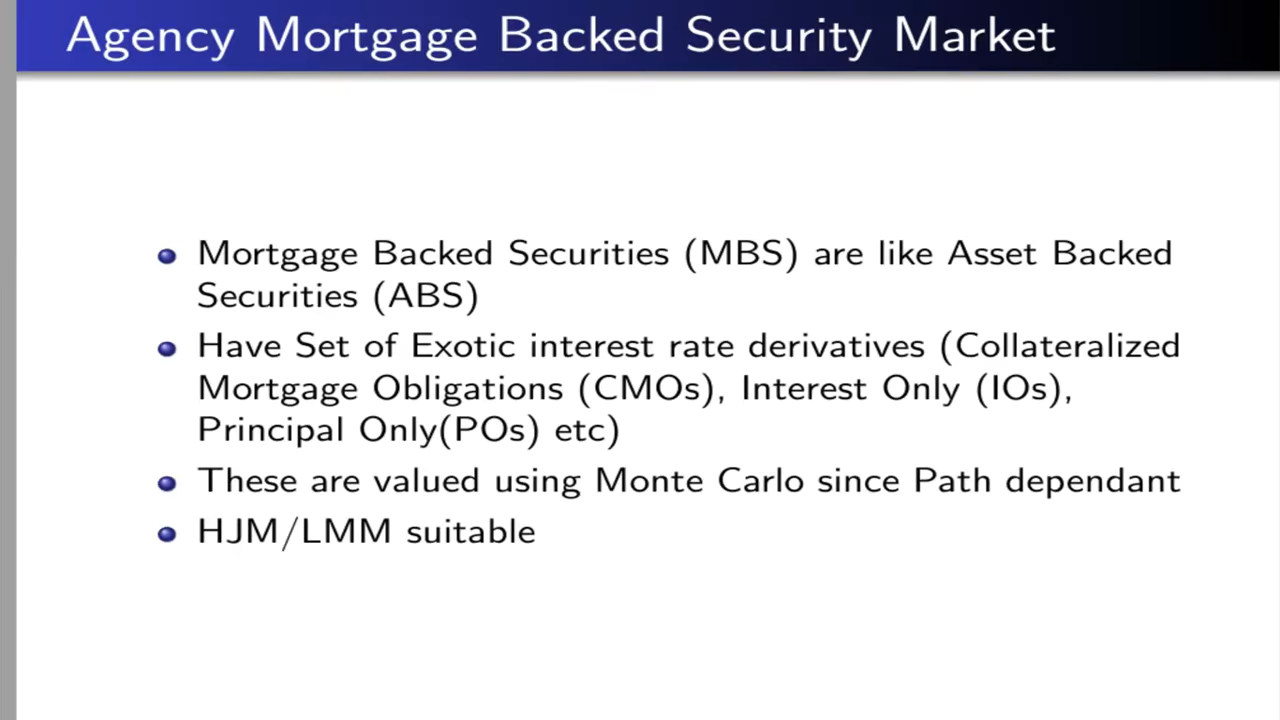 Agency Mortgage Backed Security Market
Mortgage Backed Securities (MBS) are like Asset Backed
Securities (ABS)
Have Set of Exotic interest rate derivatives (Collateralized
Mortgage Obligations (CMOs), Interest Only (IOs),
Principal Only(POs) etc)
These are valued using Monte Carlo since Path dependant
HJM/LMM suitable